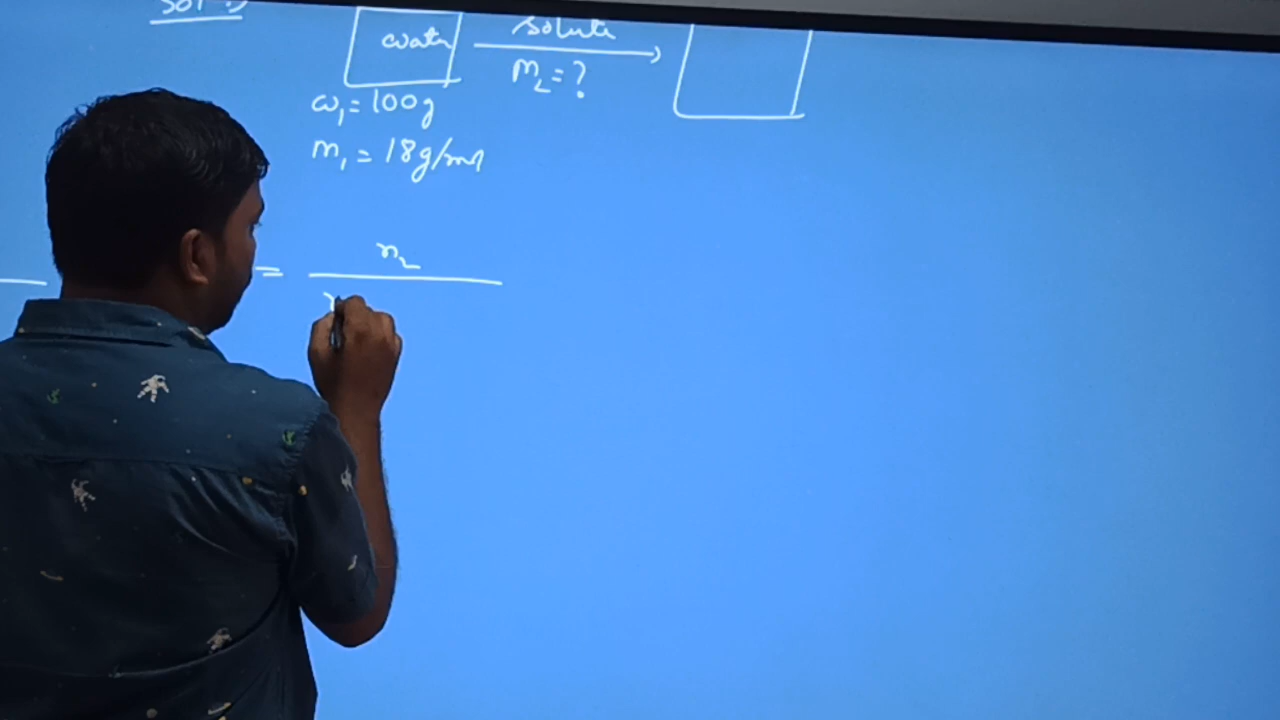 water solute
m₂ = ?
w₁ = 100g
m₁ = 18g/mol
= n₂